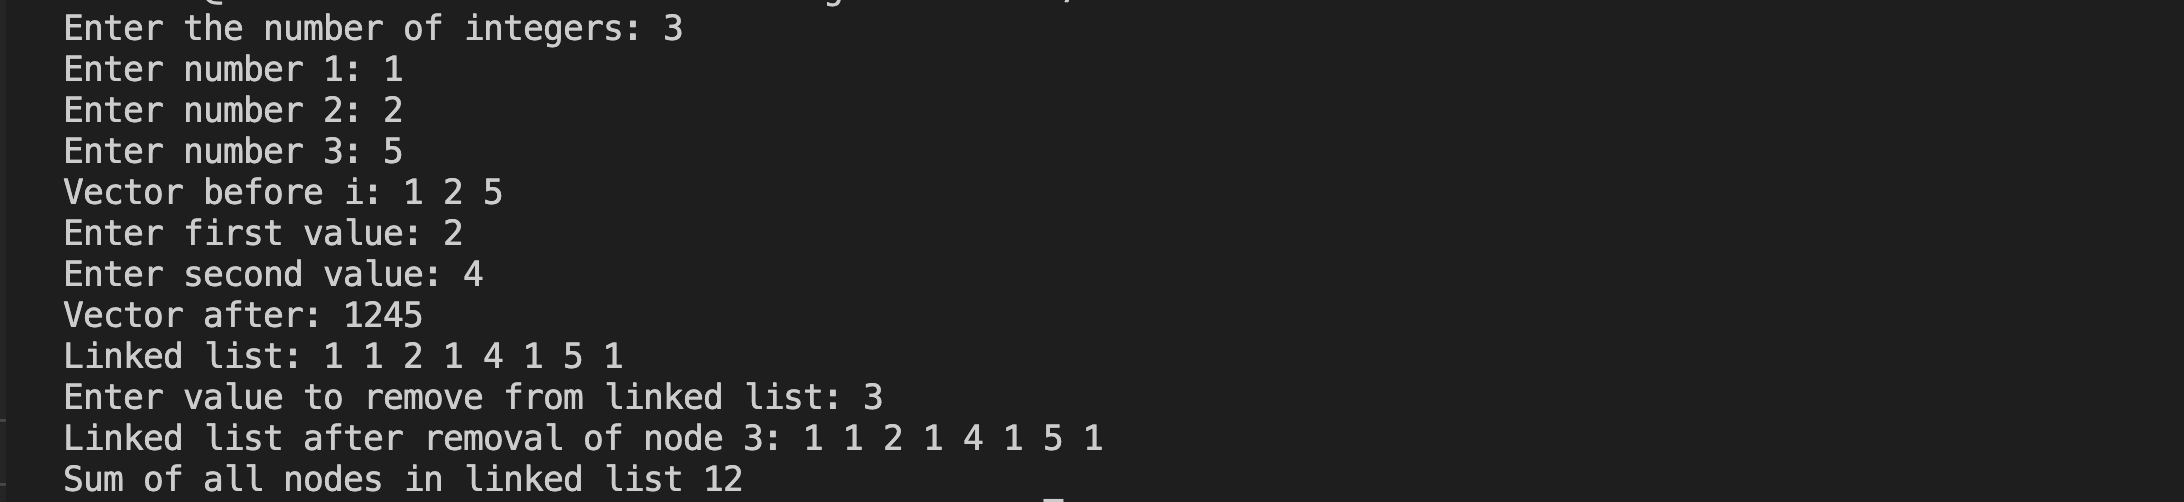 Enter the number of integers: 3
Enter number 1: 1
Enter number 2: 2
Enter number 3: 5
Vector before i: 1 2 5
Enter first value: 2
Enter second value: 4
Vector after: 1245
Linked list: 1 1 2 1 4 1 5 1
Enter value to remove from linked list: 3
Linked list after removal of node 3: 1 1 2 1 4 1 5 1
Sum of all nodes in linked list 12